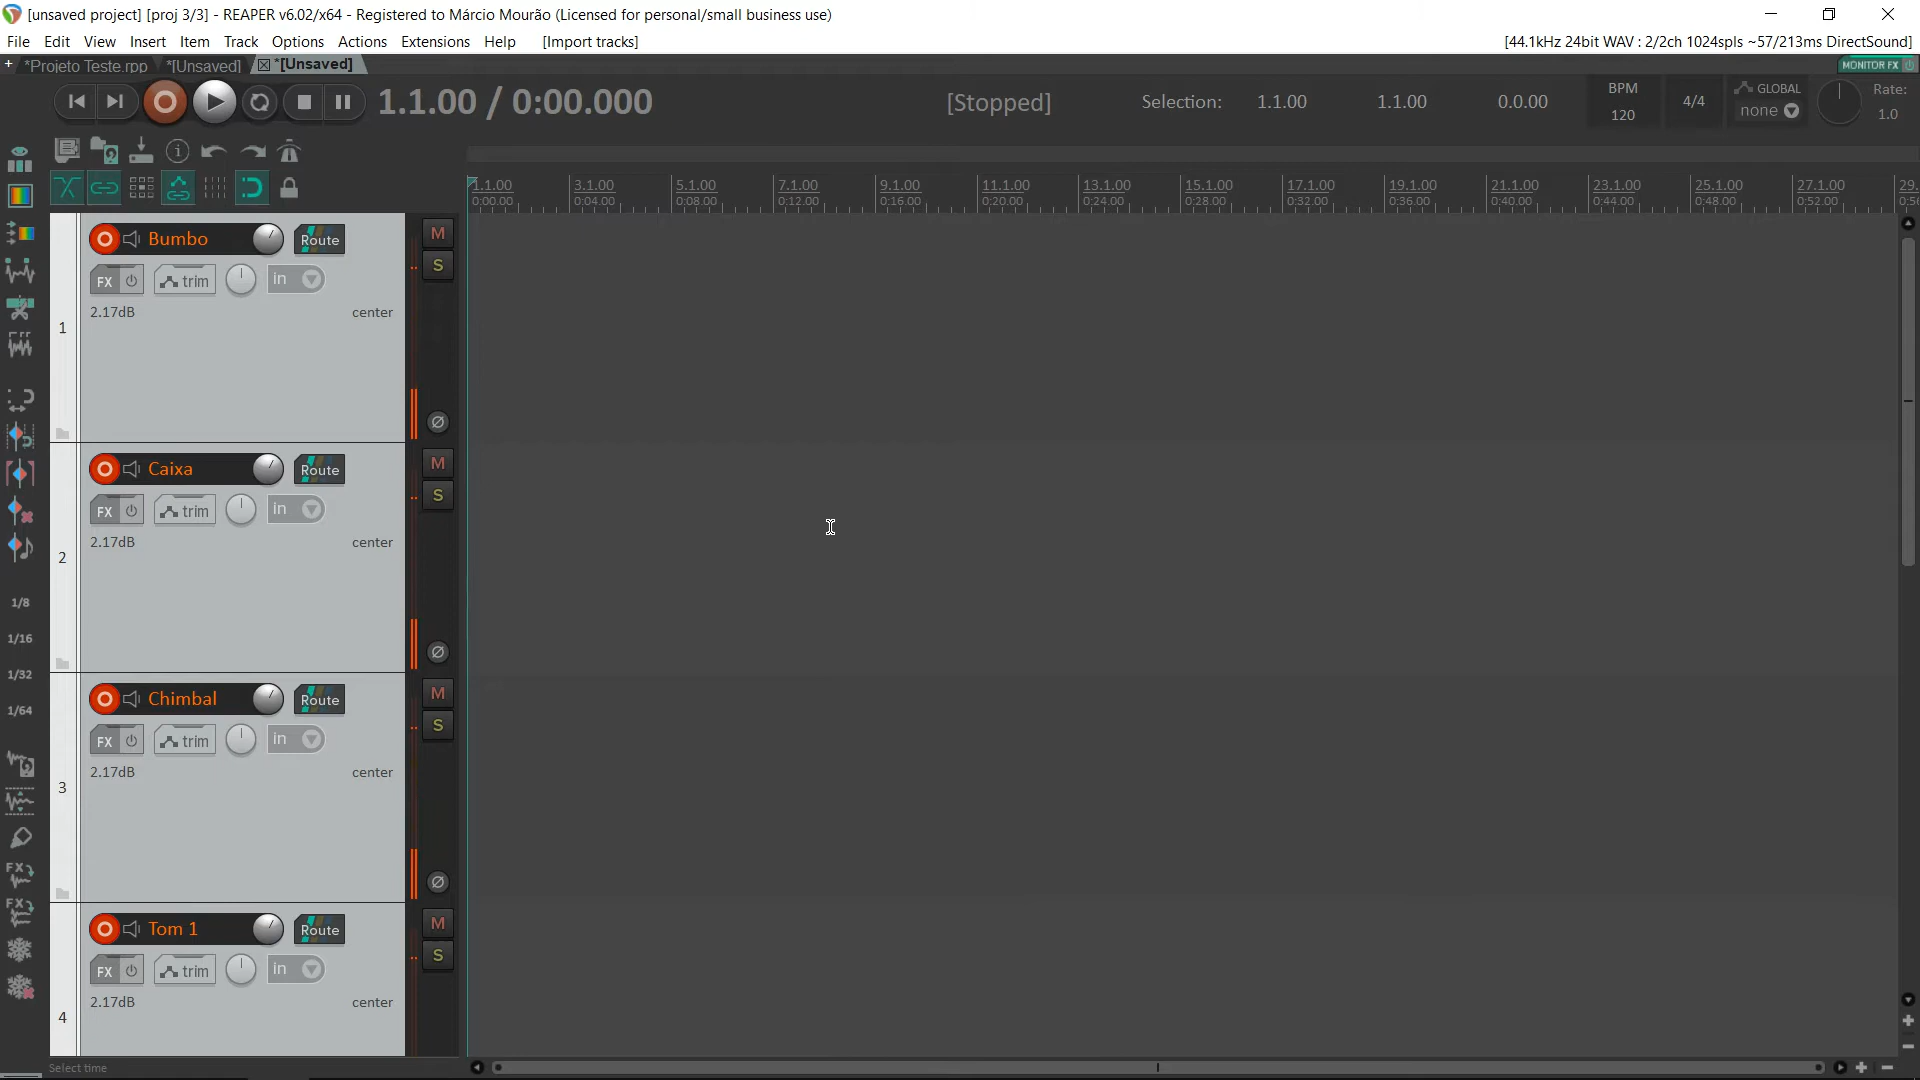 [unsaved project] [proj 3/3] - REAPER v6.02/x64 - Registered to Márcio Mourão (Licensed for personal/small business use)
File Edit View Insert Item Track Options Actions Extensions Help [Import tracks] [44.1kHz 24bit WAV : 2/2ch 1024spls ~57/213ms DirectSound]
+ *Projeto Teste.rpp *[Unsaved] *[Unsaved] MONITOR FX
1.1.00 / 0:00.000 [Stopped] Selection: 1.1.00 1.1.00 0.0.00
BPM
120
4/4
GLOBAL
none
Rate:
1.0
1.1.00 3.1.00 5.1.00 7.1.00 9.1.00 11.1.00 13.1.00 15.1.00 17.1.00 19.1.00 21.1.00 23.1.00 25.1.00 27.1.00 29.
0:00.00 0:04.00 0:08.00 0:12.00 0:16.00 0:20.00 0:24.00 0:28.00 0:32.00 0:36.00 0:40.00 0:44.00 0:48.00 0:52.00 0:56
Bumbo Route M
S
FX trim in
2.17dB center
1
Caixa Route M
S
FX trim in
2.17dB center
2
Chimbal Route M
S
FX trim in
2.17dB center
3
Tom 1 Route M
S
FX trim in
2.17dB center
4
1/8
1/16
1/32
1/64
FX
FX
Select time